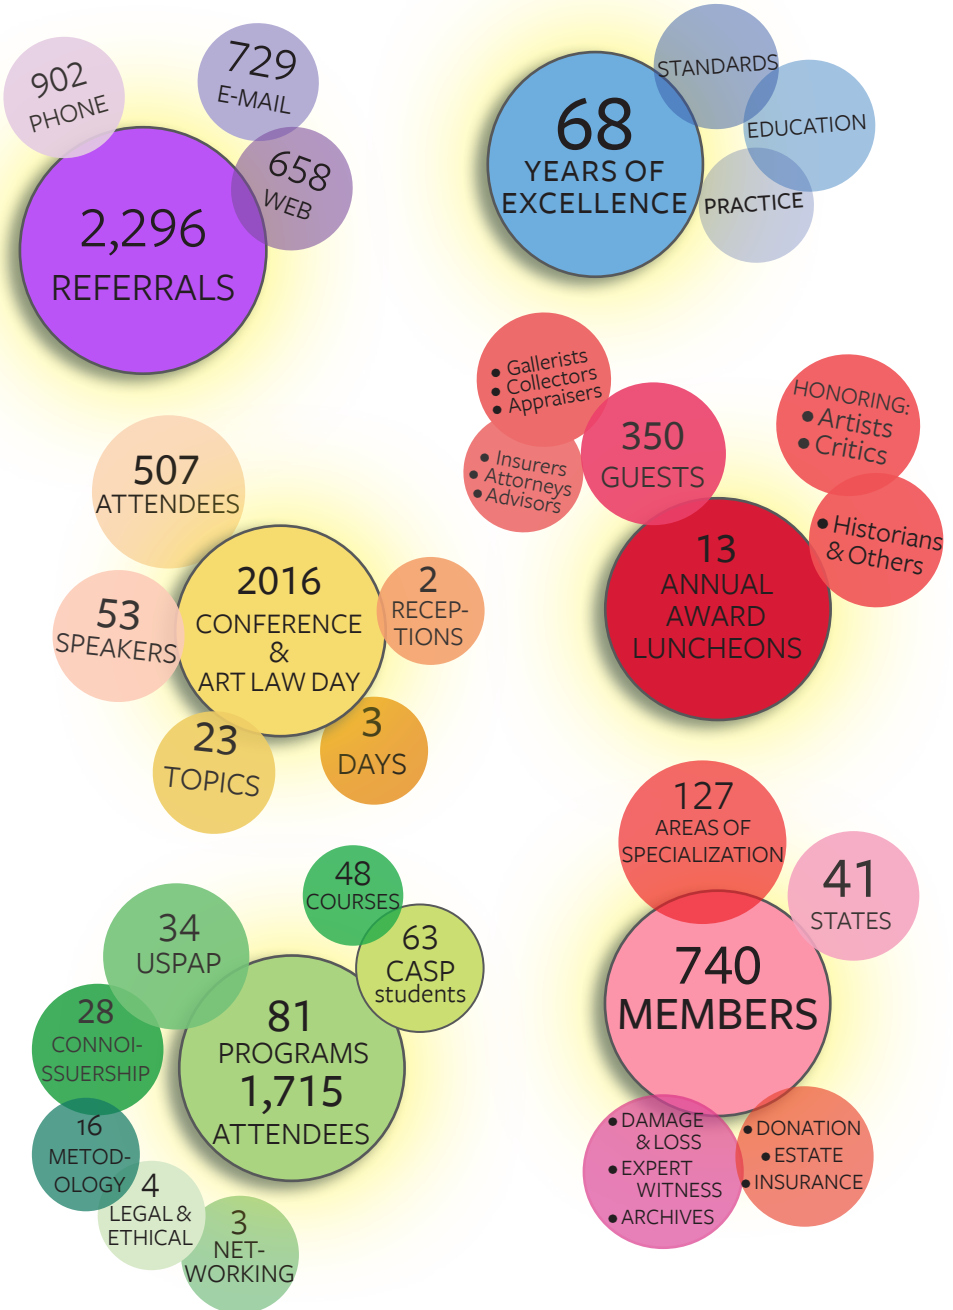 902
PHONE
729
E-MAIL
658
WEB
2,296
REFERRALS
68
YEARS OF
EXCELLENCE
STANDARDS
EDUCATION
PRACTICE
507
ATTENDEES
53
SPEAKERS
2016
CONFERENCE
&
ART LAW DAY
2
RECEP-
TIONS
23
TOPICS
3
DAYS
• Gallerists
• Collectors
• Appraisers
• Insurers
• Attorneys
• Advisors
350
GUESTS
HONORING:
• Artists
• Critics
• Historians
& Others
13
ANNUAL
AWARD
LUNCHEONS
48
COURSES
63
CASP
students
34
USPAP
81
PROGRAMS
1,715
ATTENDEES
28
CONNOI-
SSUERSHIP
16
METOD-
OLOGY
4
LEGAL &
ETHICAL
3
NET-
WORKING
127
AREAS OF
SPECIALIZATION
41
STATES
740
MEMBERS
• DAMAGE
& LOSS
• EXPERT
WITNESS
• ARCHIVES
• DONATION
• ESTATE
• INSURANCE